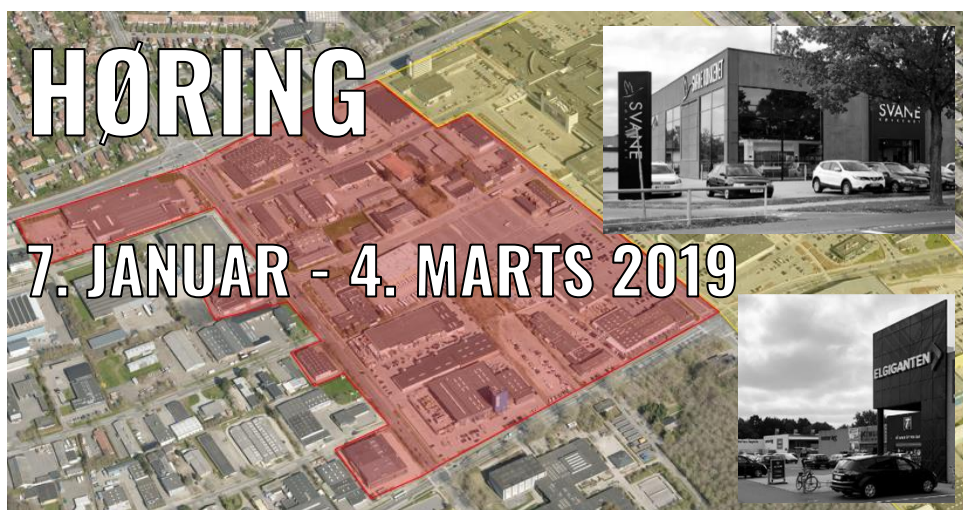 HØRING
7. JANUAR - 4. MARTS 2019
SVANE
SVANE
ELGIGANTEN